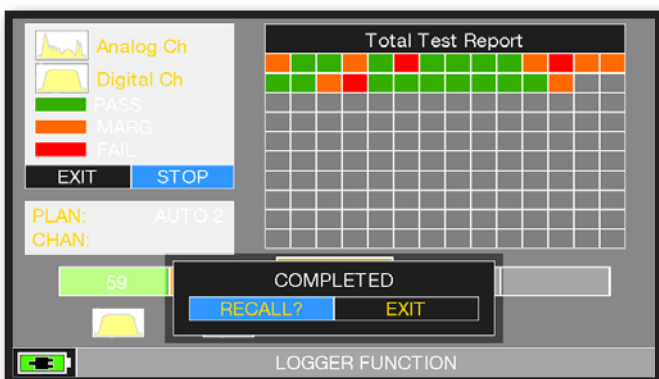 Analog Ch
Digital Ch
PASS
MARG
FAIL
EXIT STOP
PLAN: AUTO 2
CHAN:
Total Test Report
59
COMPLETED
RECALL? EXIT
LOGGER FUNCTION